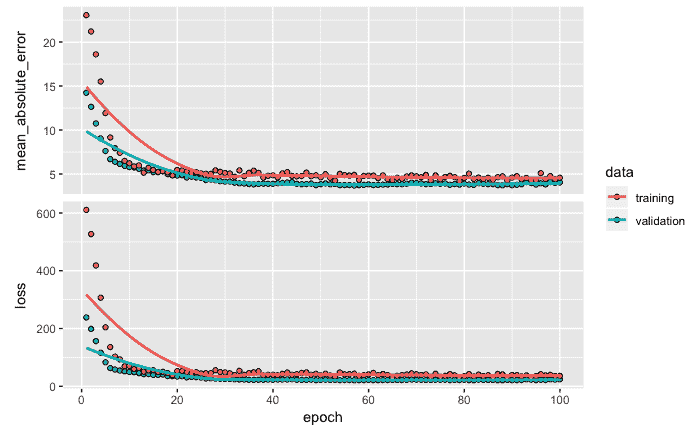 mean_absolute_error
20
15
10
5
loss
600
400
200
0
0 20 40 60 80 100
epoch
data
training
validation